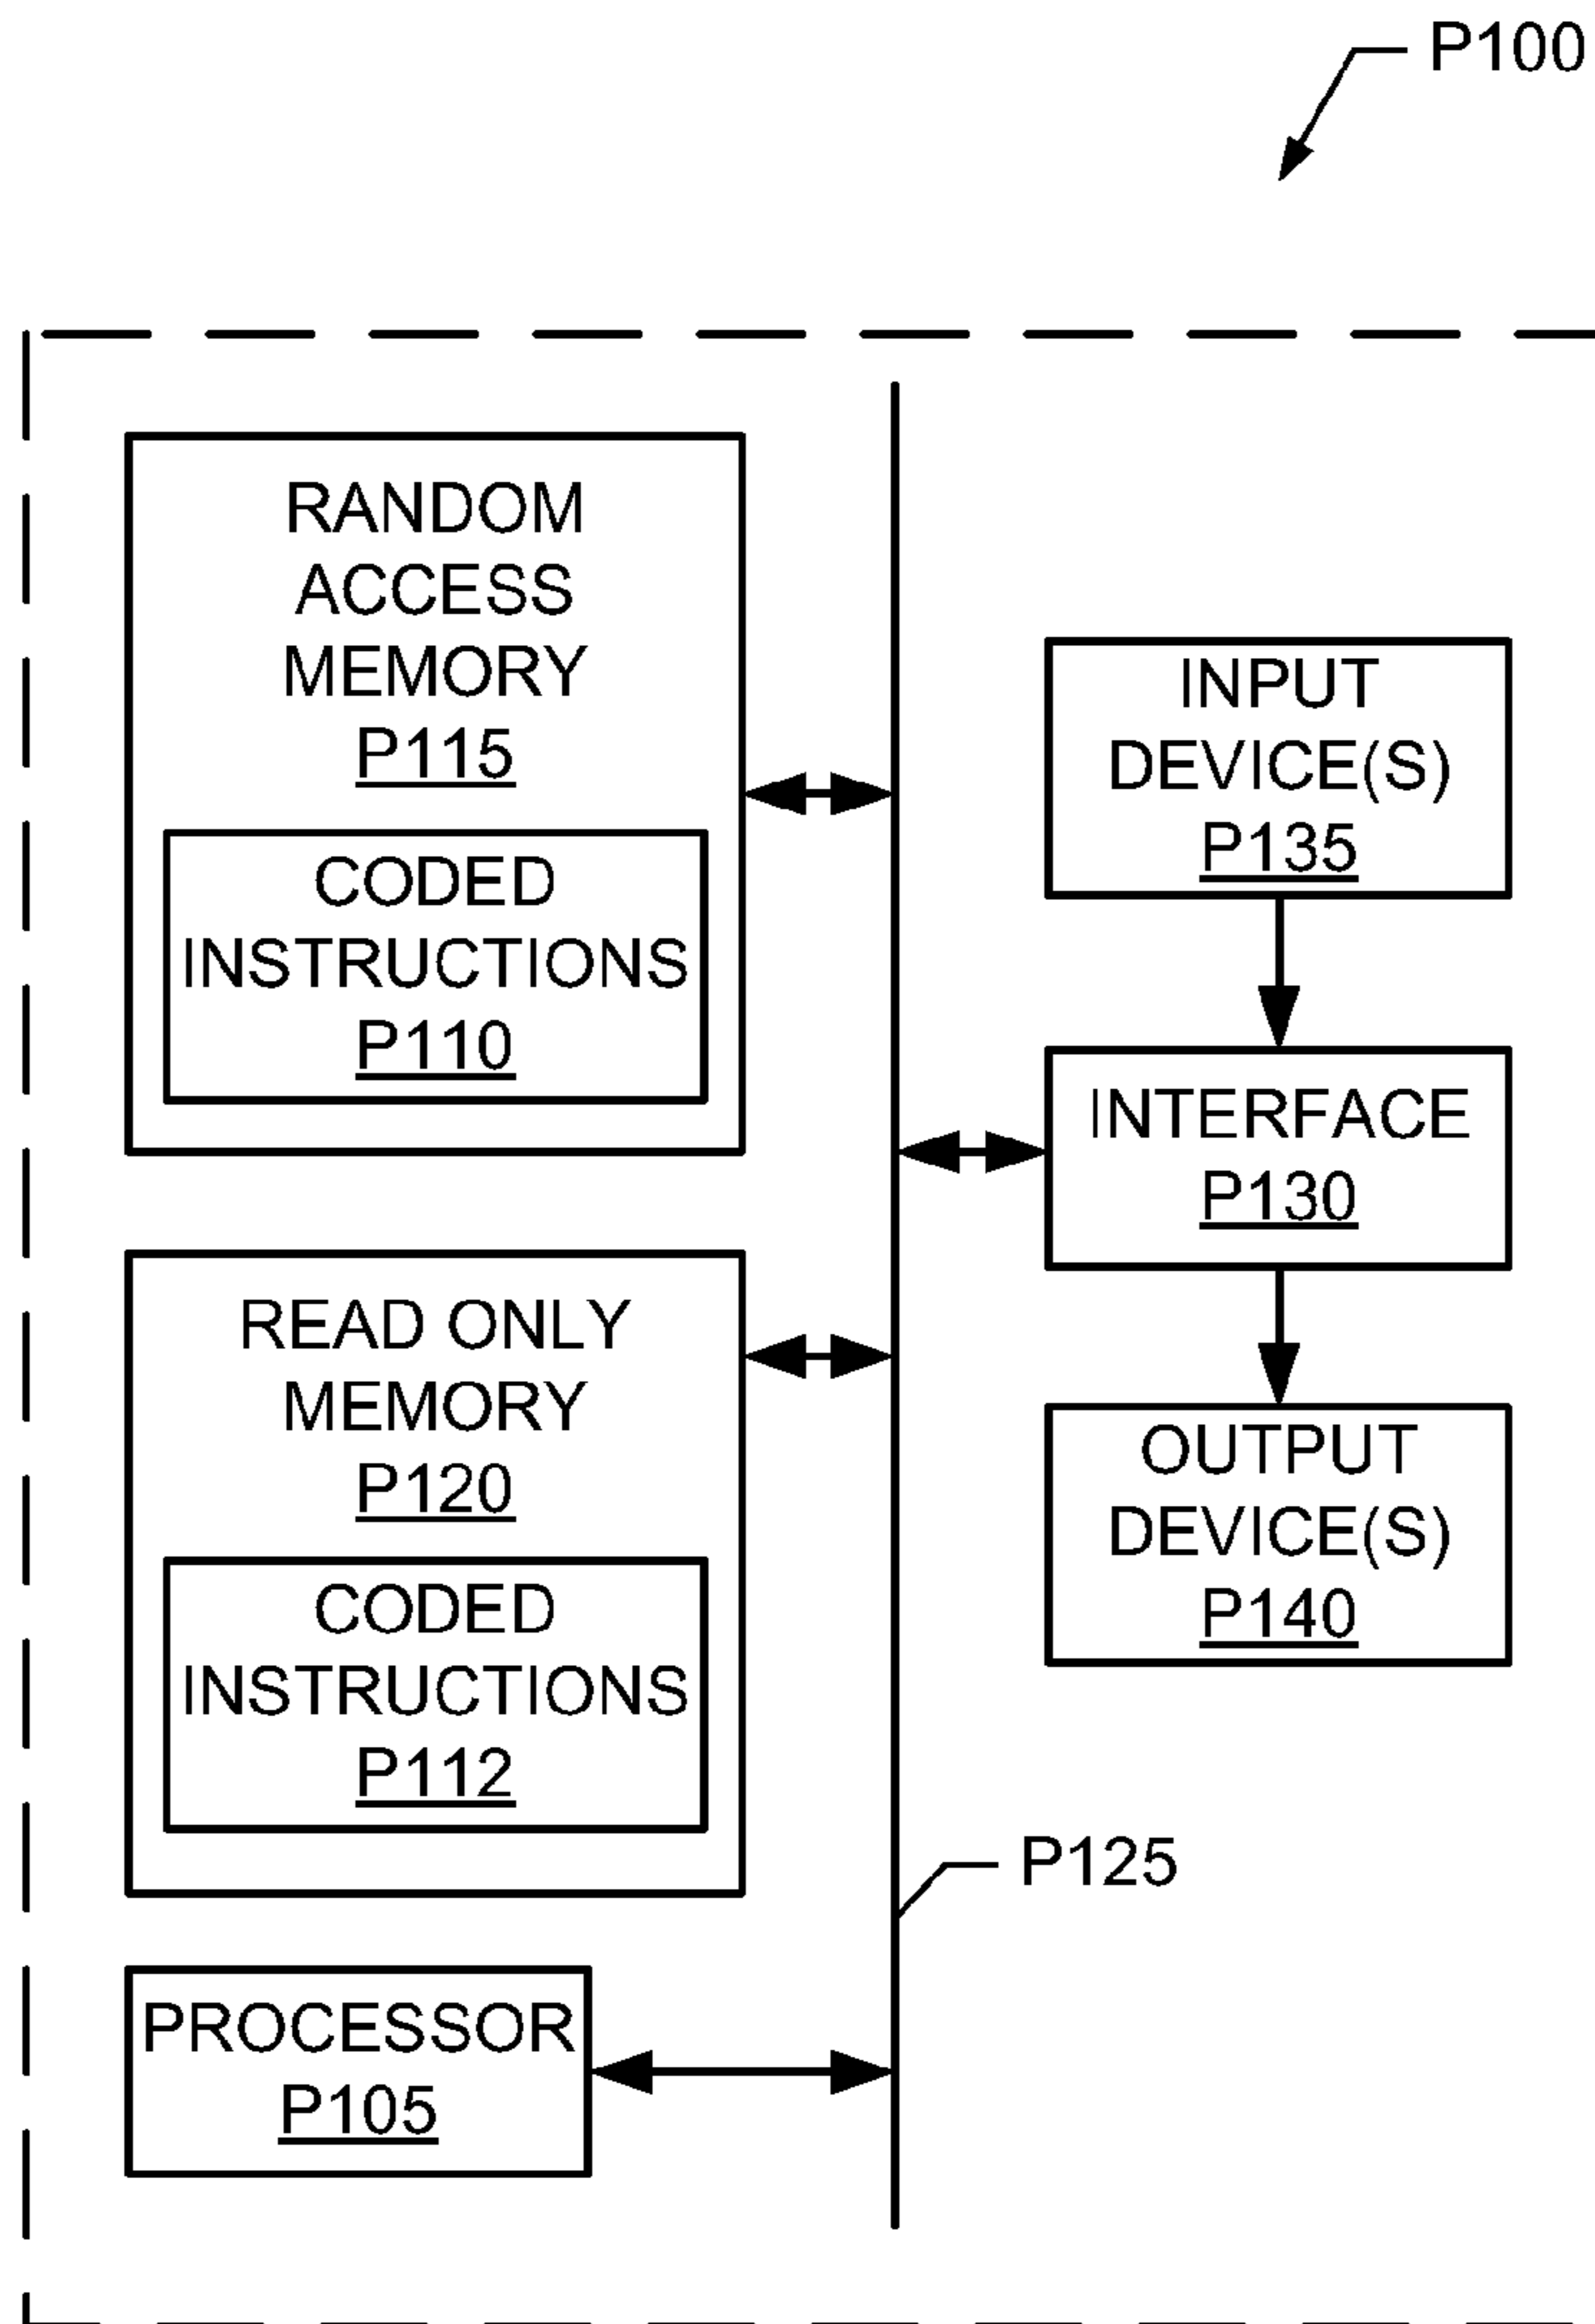 P100
RANDOM
ACCESS
MEMORY
P115
CODED
INSTRUCTIONS
P110
READ ONLY
MEMORY
P120
CODED
INSTRUCTIONS
P112
PROCESSOR
P105
INPUT
DEVICE(S)
P135
INTERFACE
P130
OUTPUT
DEVICE(S)
P140
P125